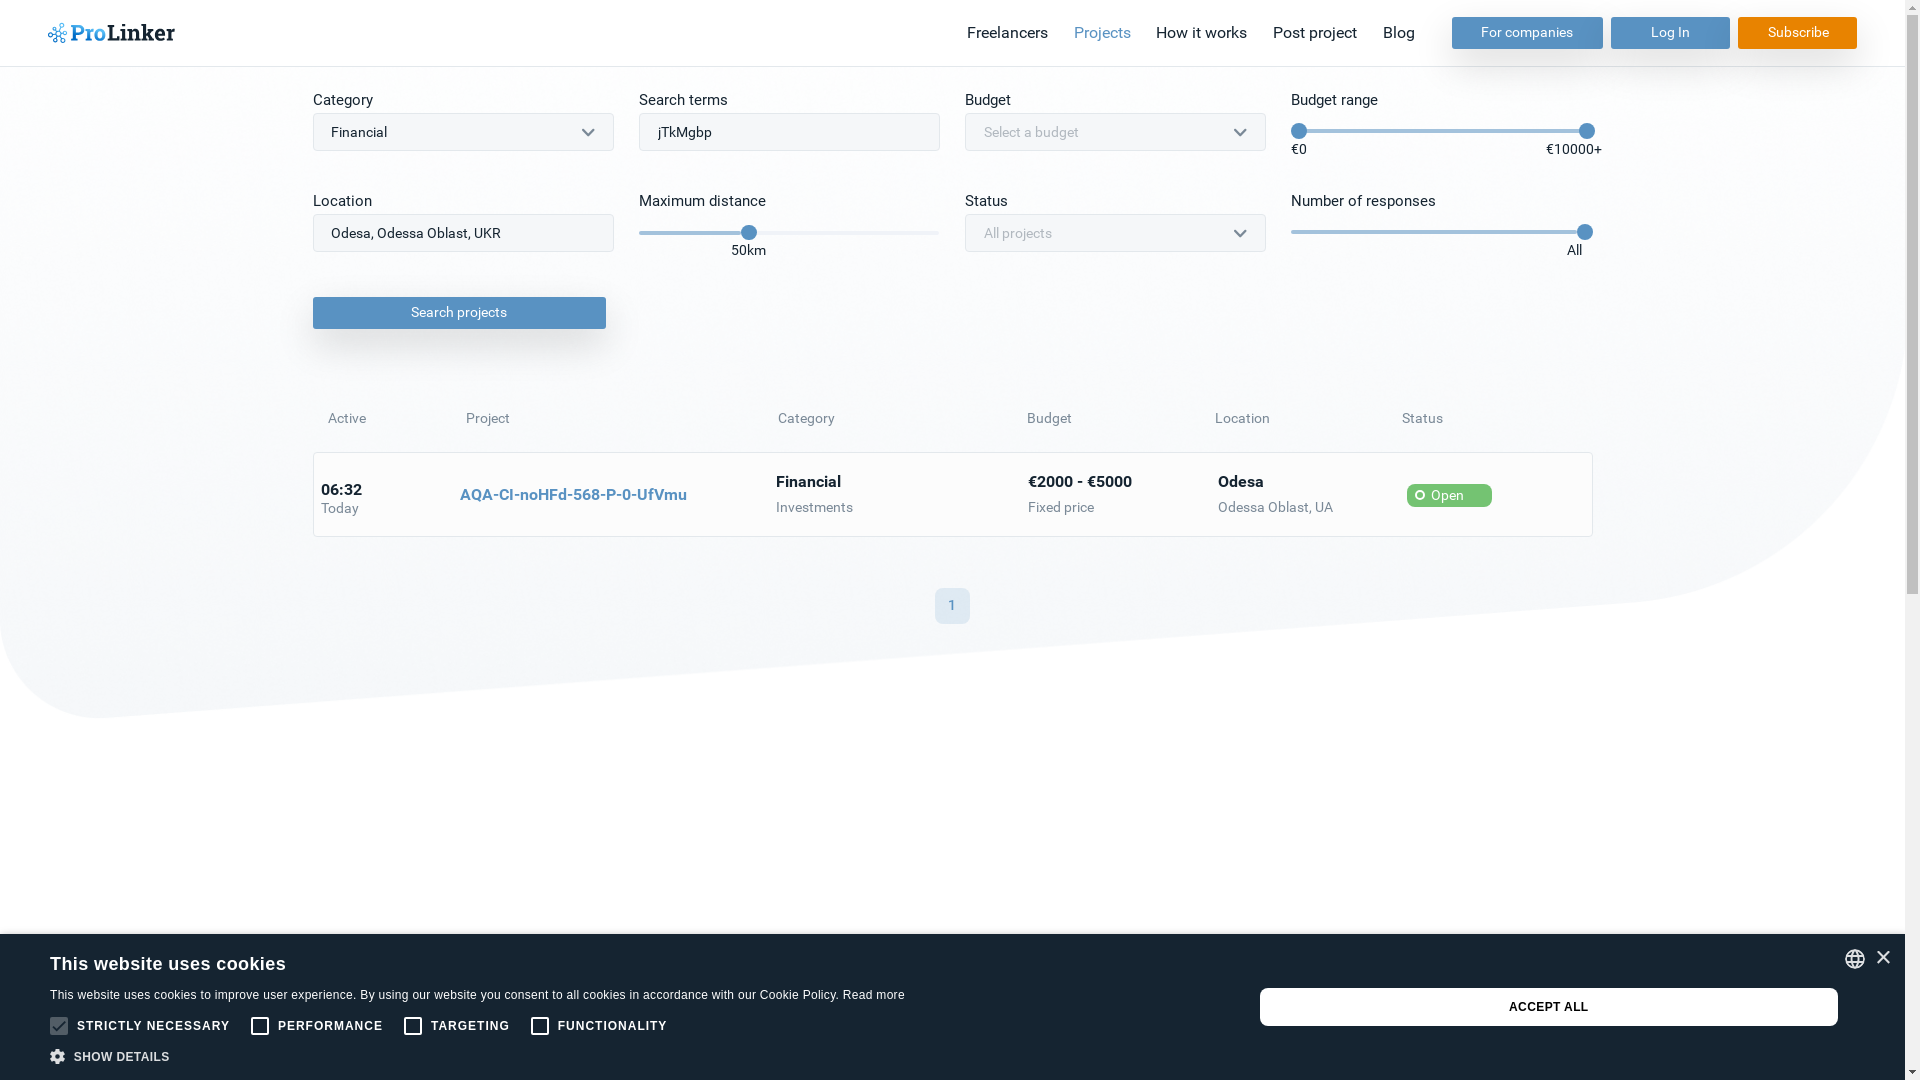 ProLinker
Freelancers Projects How it works Post project Blog For companies Log In Subscribe
Category Search terms Budget Budget range
Financial jTkMgbp Select a budget
€0 €10000+
Location Maximum distance Status Number of responses
Odesa, Odessa Oblast, UKR All projects
50km All
Search projects
Active Project Category Budget Location Status
06:32 AQA-CI-noHFd-568-P-0-UfVmu Financial €2000 - €5000 Odesa Open
Today Investments Fixed price Odessa Oblast, UA
1
This website uses cookies
This website uses cookies to improve user experience. By using our website you consent to all cookies in accordance with our Cookie Policy. Read more
STRICTLY NECESSARY PERFORMANCE TARGETING FUNCTIONALITY
SHOW DETAILS
ACCEPT ALL